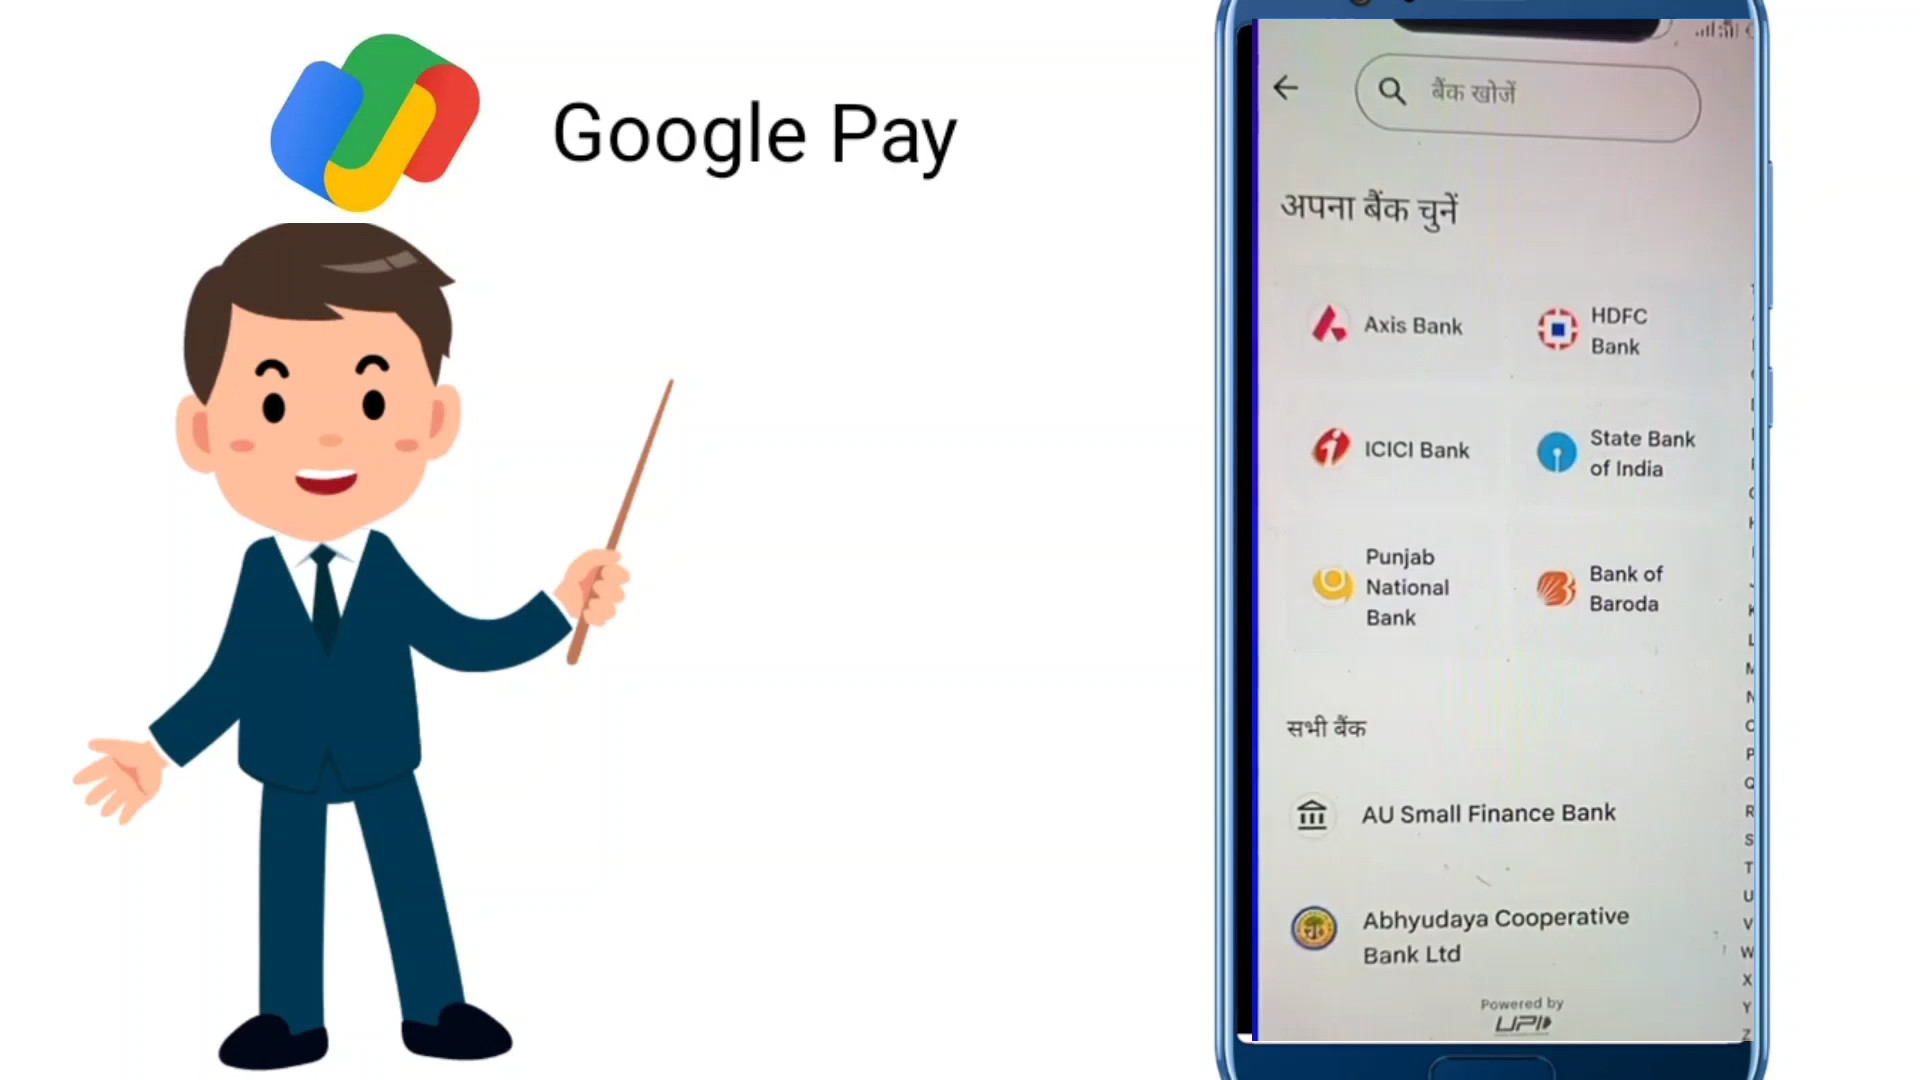 Google Pay
बैंक खोजें
अपना बैंक चुनें
Axis Bank
HDFC
Bank
ICICI Bank
State Bank
of India
Punjab
National
Bank
Bank of
Baroda
सभी बैंक
AU Small Finance Bank
Abhyudaya Cooperative
Bank Ltd
K
L
M
N
O
P
Q
R
S
T
U
V
W
X
Y
Z
Powered by
UPI